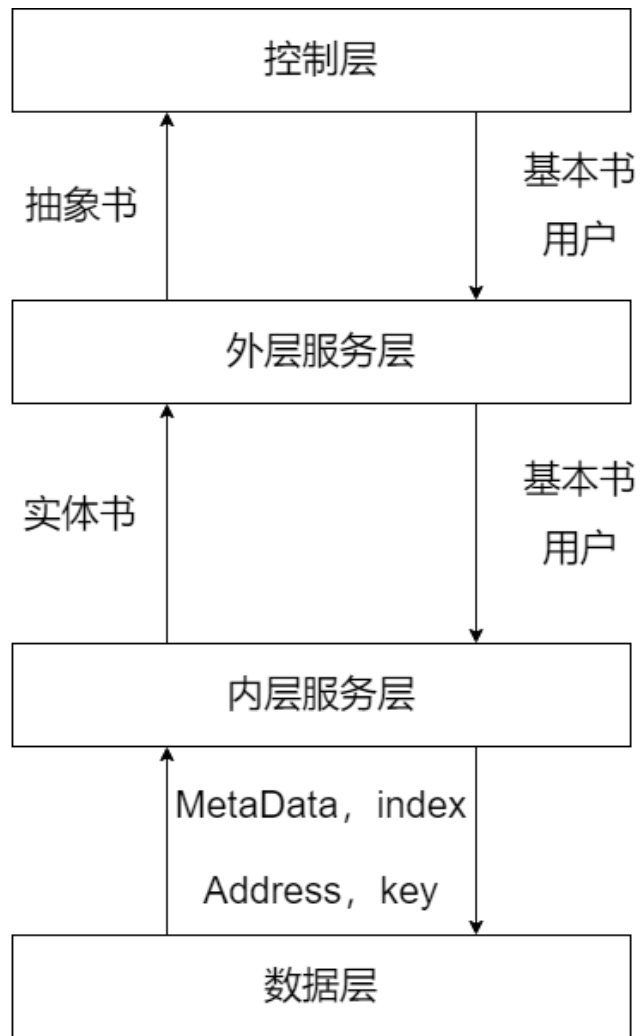 控制层
抽象书
基本书
用户
外层服务层
实体书
基本书
用户
内层服务层
MetaData，index
Address，key
数据层